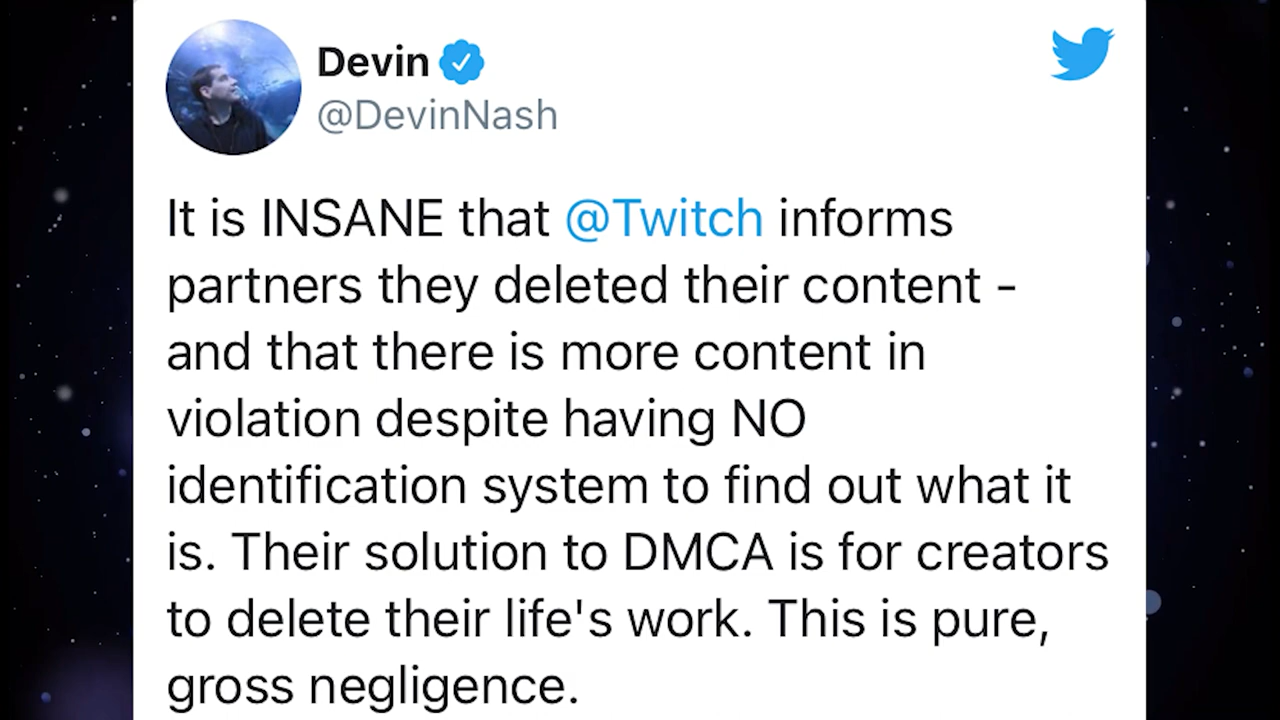 Devin
@DevinNash
It is INSANE that @Twitch informs
partners they deleted their content -
and that there is more content in
violation despite having NO
identification system to find out what it
is. Their solution to DMCA is for creators
to delete their life's work. This is pure,
gross negligence.